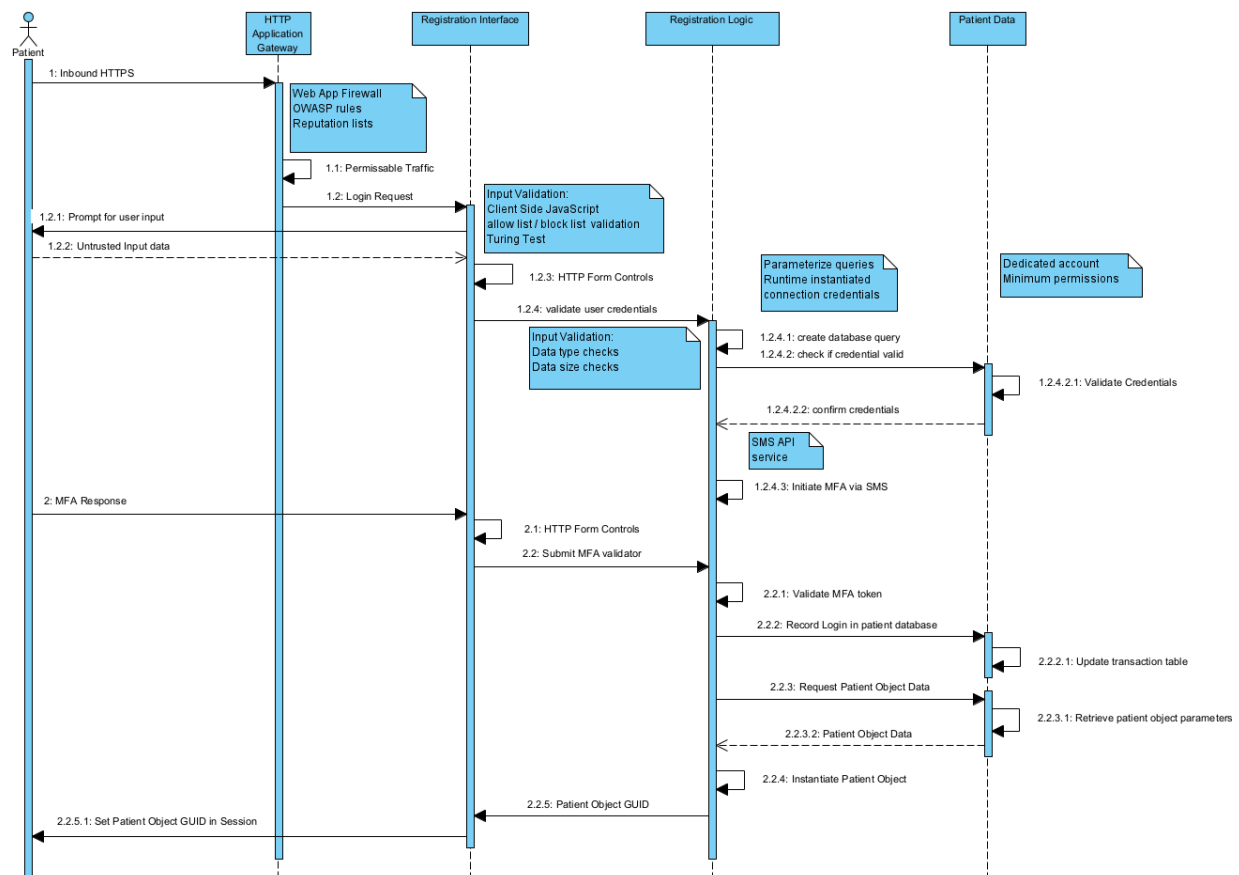 HTTP
Application
Gateway
Registration Interface
Registration Logic
Patient Data
Patient
1: Inbound HTTPS
Web App Firewall
OWASP rules
Reputation lists
1.1: Permissable Traffic
1.2: Login Request
Input Validation:
Client Side JavaScript
allow list / block list validation
Turing Test
1.2.1: Prompt for user input
1.2.2: Untrusted Input data
1.2.3: HTTP Form Controls
Parameterize queries
Runtime instantiated
connection credentials
Dedicated account
Minimum permissions
1.2.4: validate user credentials
Input Validation:
Data type checks
Data size checks
1.2.4.1: create database query
1.2.4.2: check if credential valid
1.2.4.2.1: Validate Credentials
1.2.4.2.2: confirm credentials
SMS API
service
1.2.4.3: Initiate MFA via SMS
2: MFA Response
2.1: HTTP Form Controls
2.2: Submit MFA validator
2.2.1: Validate MFA token
2.2.2: Record Login in patient database
2.2.2.1: Update transaction table
2.2.3: Request Patient Object Data
2.2.3.1: Retrieve patient object parameters
2.2.3.2: Patient Object Data
2.2.4: Instantiate Patient Object
2.2.5: Patient Object GUID
2.2.5.1: Set Patient Object GUID in Session